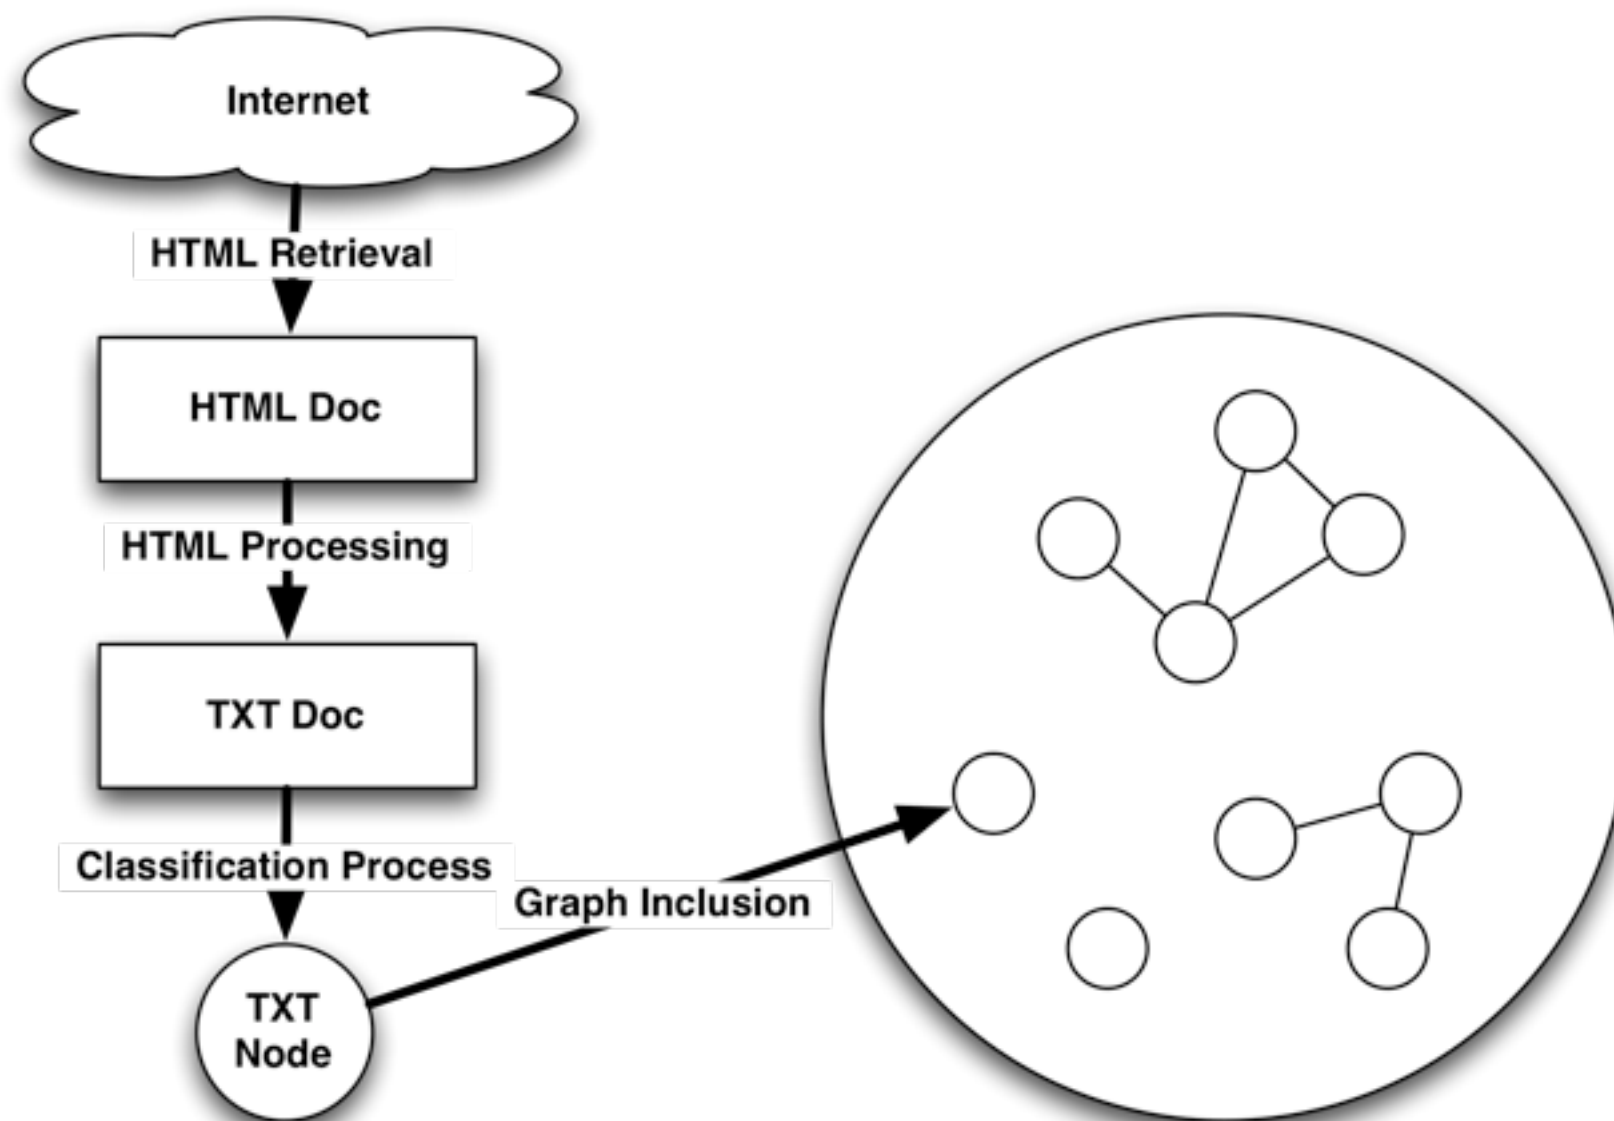 Internet
HTML Retrieval
HTML Doc
HTML Processing
TXT Doc
Classification Process
Graph Inclusion
TXT
Node